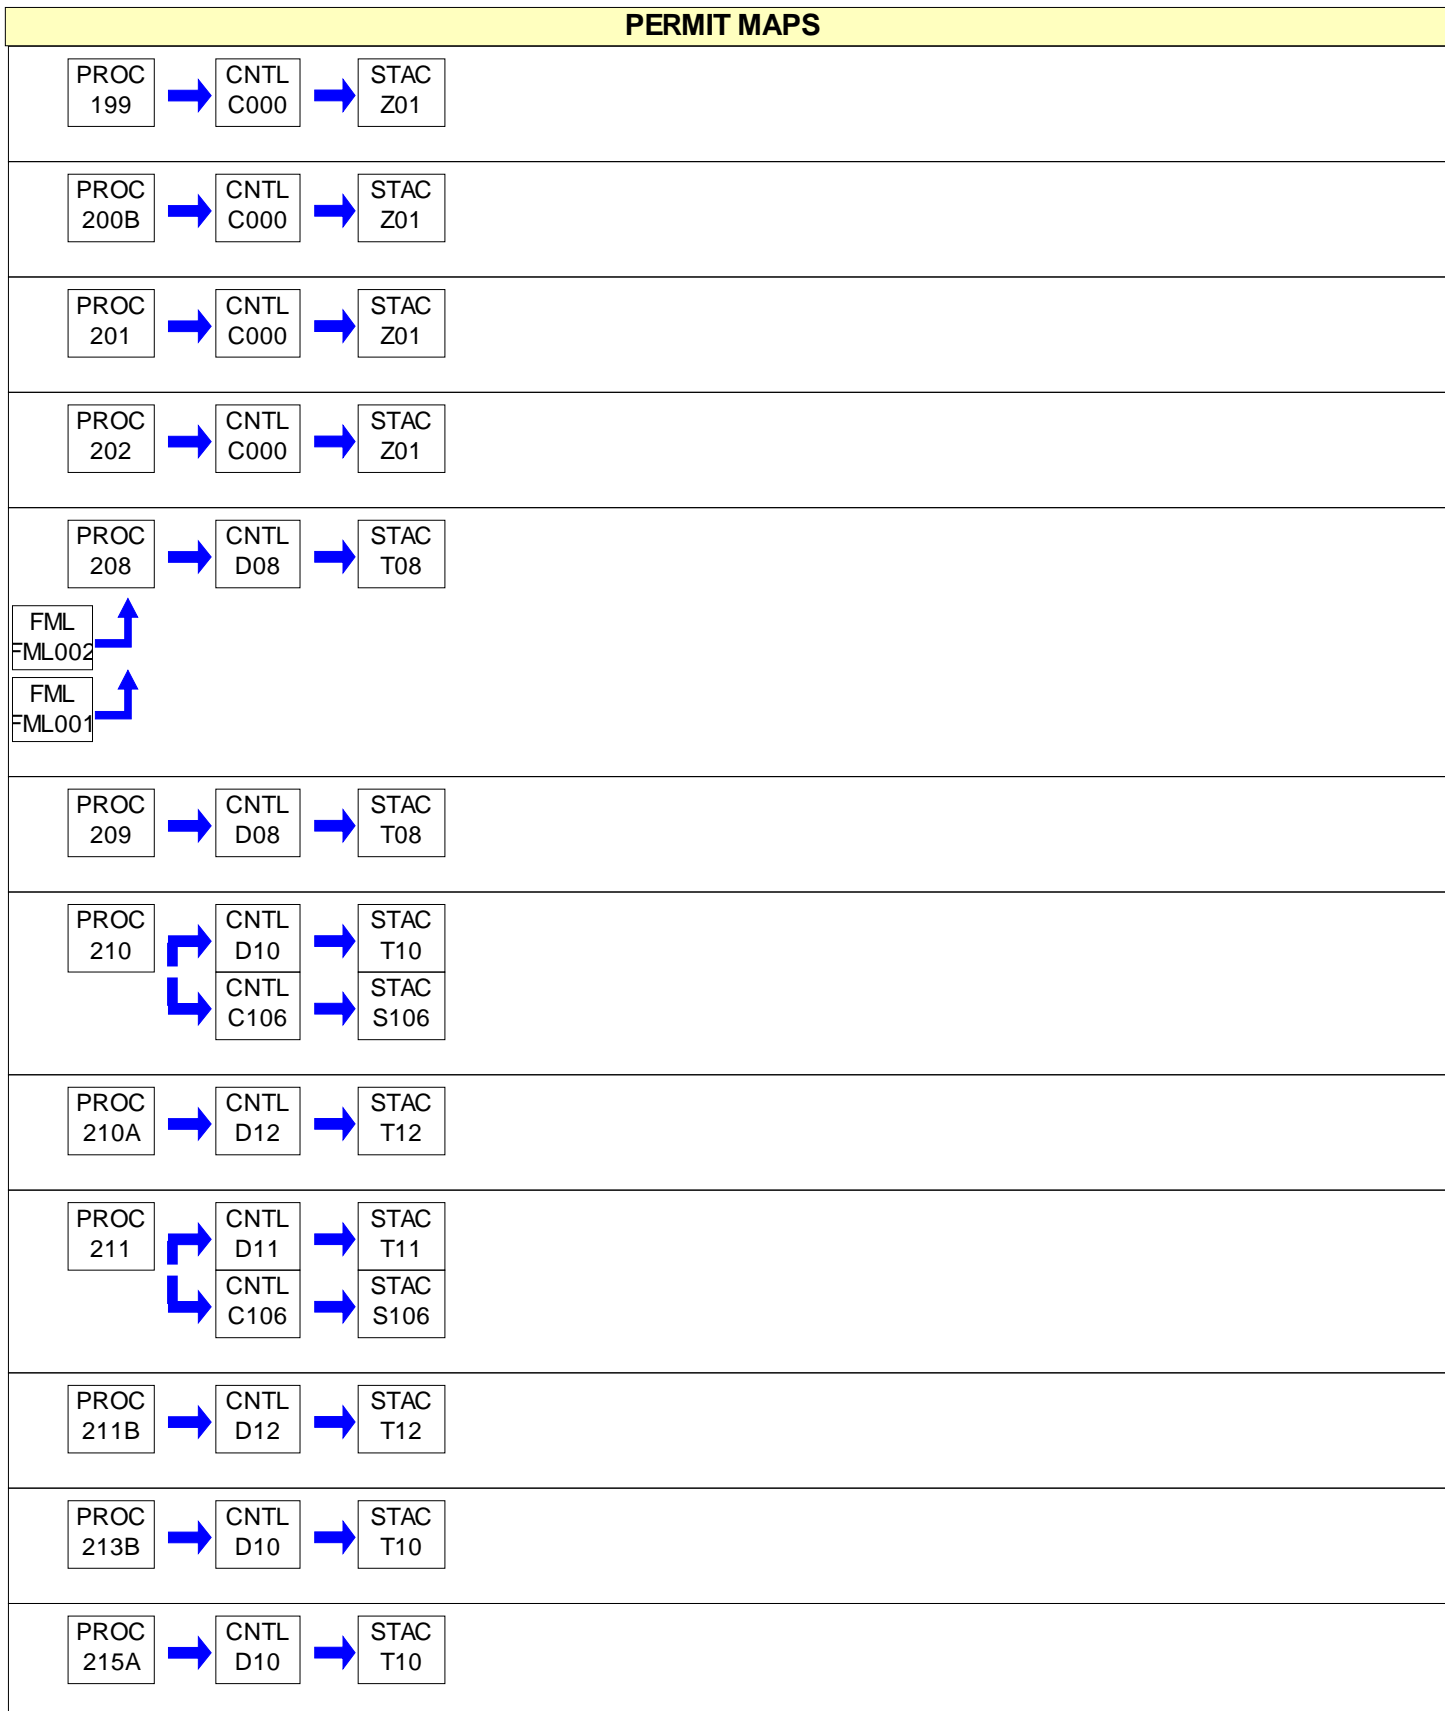 PERMIT MAPS
PROC CNTL STAC
199 C000 Z01
PROC CNTL STAC
200B C000 Z01
PROC CNTL STAC
201 C000 Z01
PROC CNTL STAC
202 C000 Z01
PROC CNTL STAC
208 D08 T08
FML
FML002
FML
FML001
PROC CNTL STAC
209 D08 T08
PROC CNTL STAC
210 D10 T10
CNTL STAC
C106 S106
PROC CNTL STAC
210A D12 T12
PROC CNTL STAC
211 D11 T11
CNTL STAC
C106 S106
PROC CNTL STAC
211B D12 T12
PROC CNTL STAC
213B D10 T10
PROC CNTL STAC
215A D10 T10